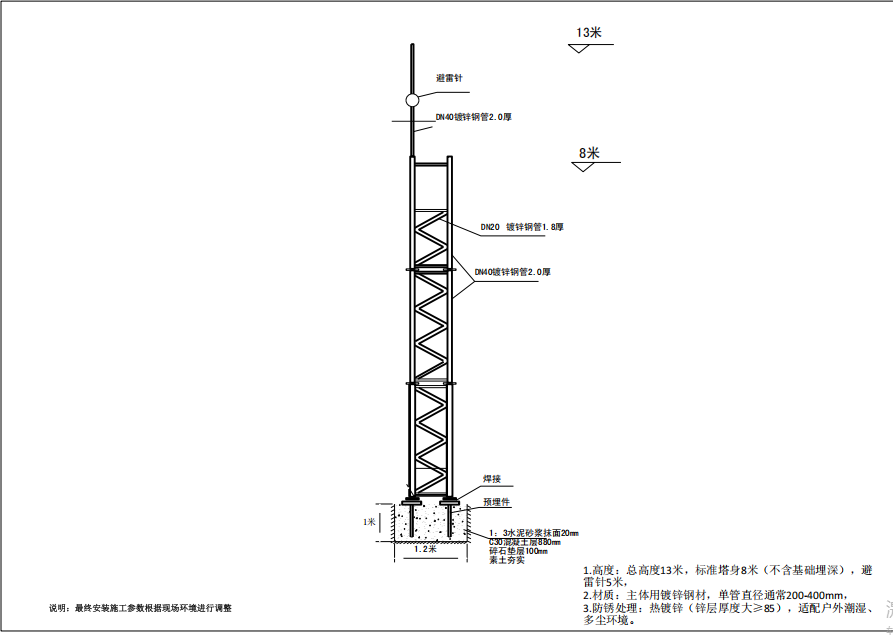 13米
避雷针
DN40镀锌钢管2.0厚
8米
DN20 镀锌钢管1.8厚
DN40镀锌钢管2.0厚
焊接
预埋件
1米
1: 3水泥砂浆抹面20mm
C30混凝土层880mm
碎石垫层100mm
素土夯实
1.2米
1.高度：总高度13米，标准塔身8米（不含基础埋深），避
雷针5米，
2.材质：主体用镀锌钢材，单管直径通常200-400mm，
3.防锈处理：热镀锌（锌层厚度大≥85），适配户外潮湿、
多尘环境。
说明：最终安装施工参数根据现场环境进行调整